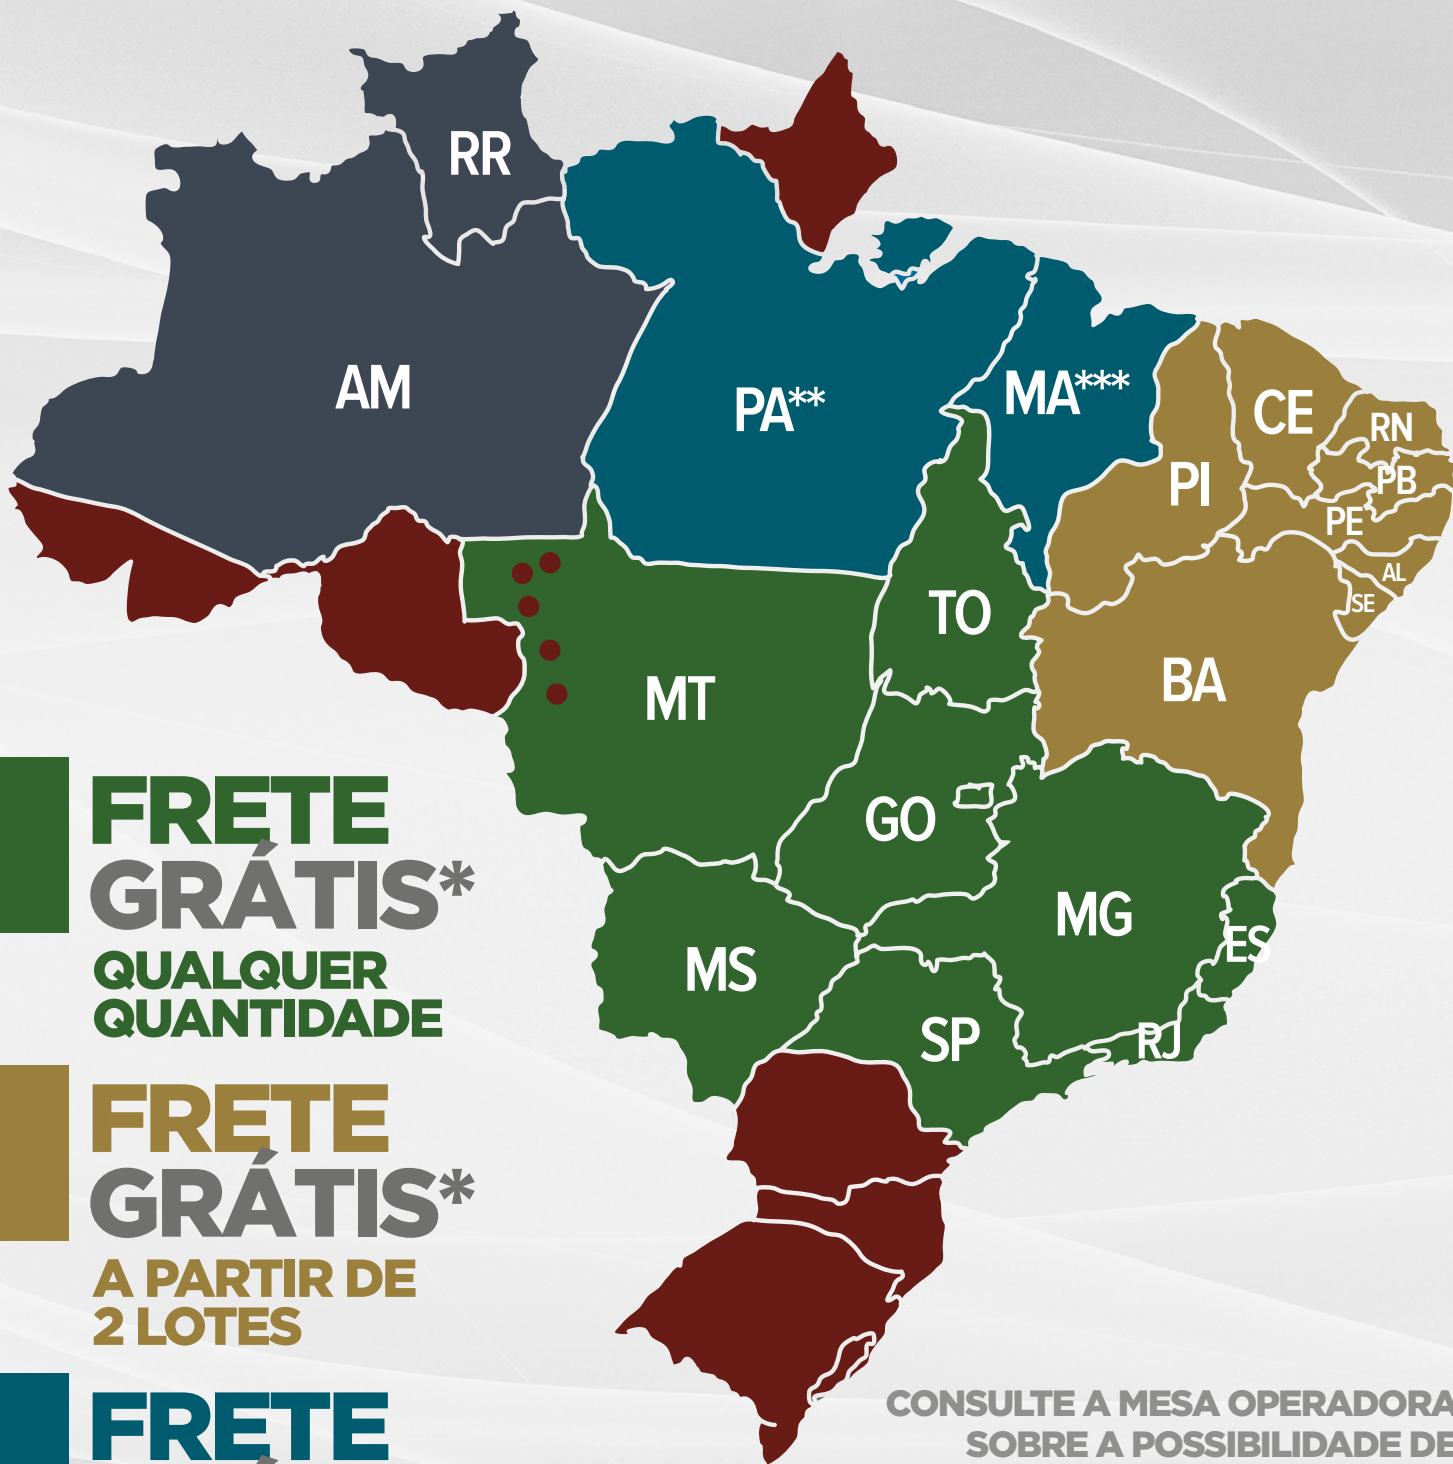 RR
AM
PA**
MA***
CE
RN
PB
PI
PE
AL
SE
TO
BA
MT
GO
MG
ES
MS
SP
RJ
FRETE
GRÁTIS*
QUALQUER
QUANTIDADE
FRETE
GRÁTIS*
A PARTIR DE
2 LOTES
FRETE
CONSULTE A MESA OPERADORA
SOBRE A POSSIBILIDADE DE